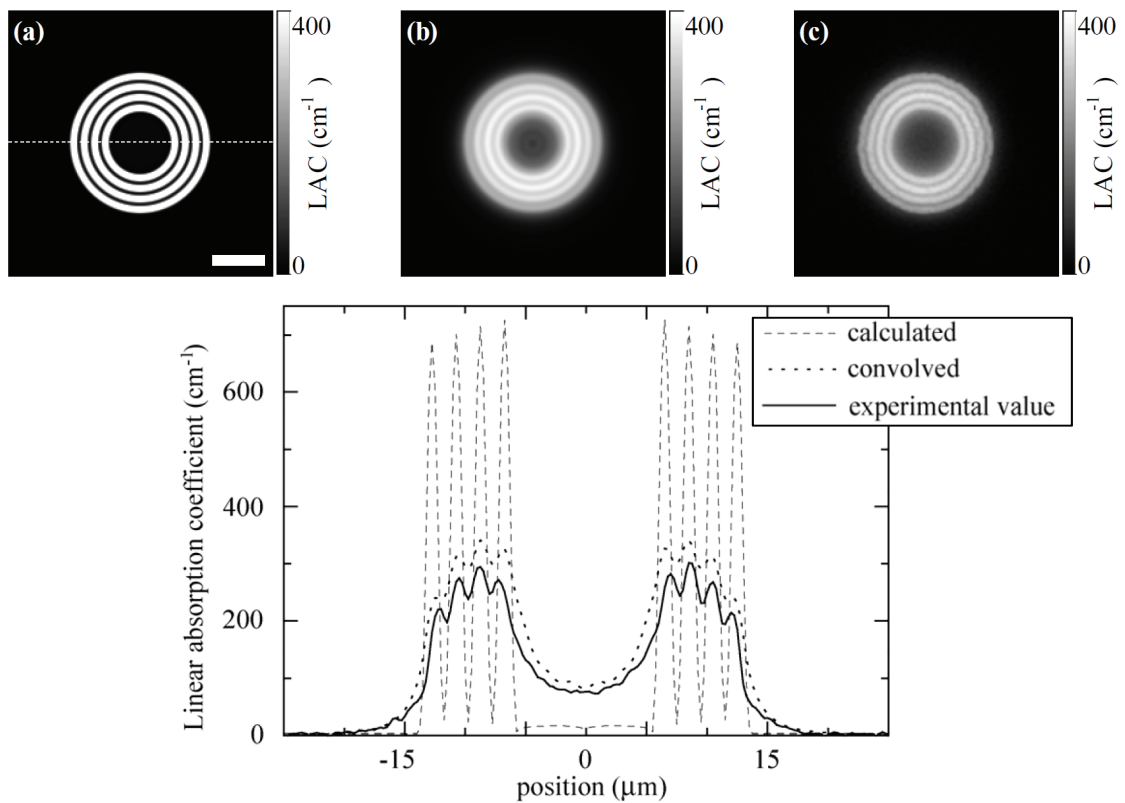 (a)
400
LAC (cm-1)
0
(b)
400
LAC (cm-1)
0
(c)
400
LAC (cm-1)
0
Linear absorption coefficient (cm-1)
600
400
200
0
calculated
convolved
experimental value
-15
0
15
position (μm)